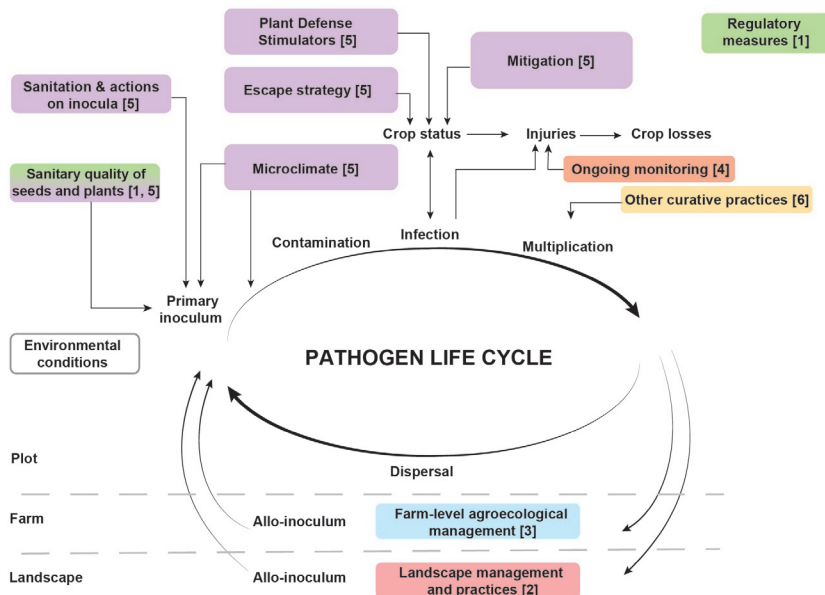 Plant Defense
Stimulators [5]
Regulatory
measures [1]
Mitigation [5]
Sanitation & actions
on inocula [5]
Escape strategy [5]
Crop status
Injuries
Crop losses
Microclimate [5]
Ongoing monitoring [4]
Sanitary quality of
seeds and plants [1, 5]
Other curative practices [6]
Contamination
Infection
Multiplication
Primary
inoculum
Environmental
conditions
PATHOGEN LIFE CYCLE
Plot
Dispersal
Farm
Allo-inoculum
Farm-level agroecological
management [3]
Landscape
Allo-inoculum
Landscape management
and practices [2]